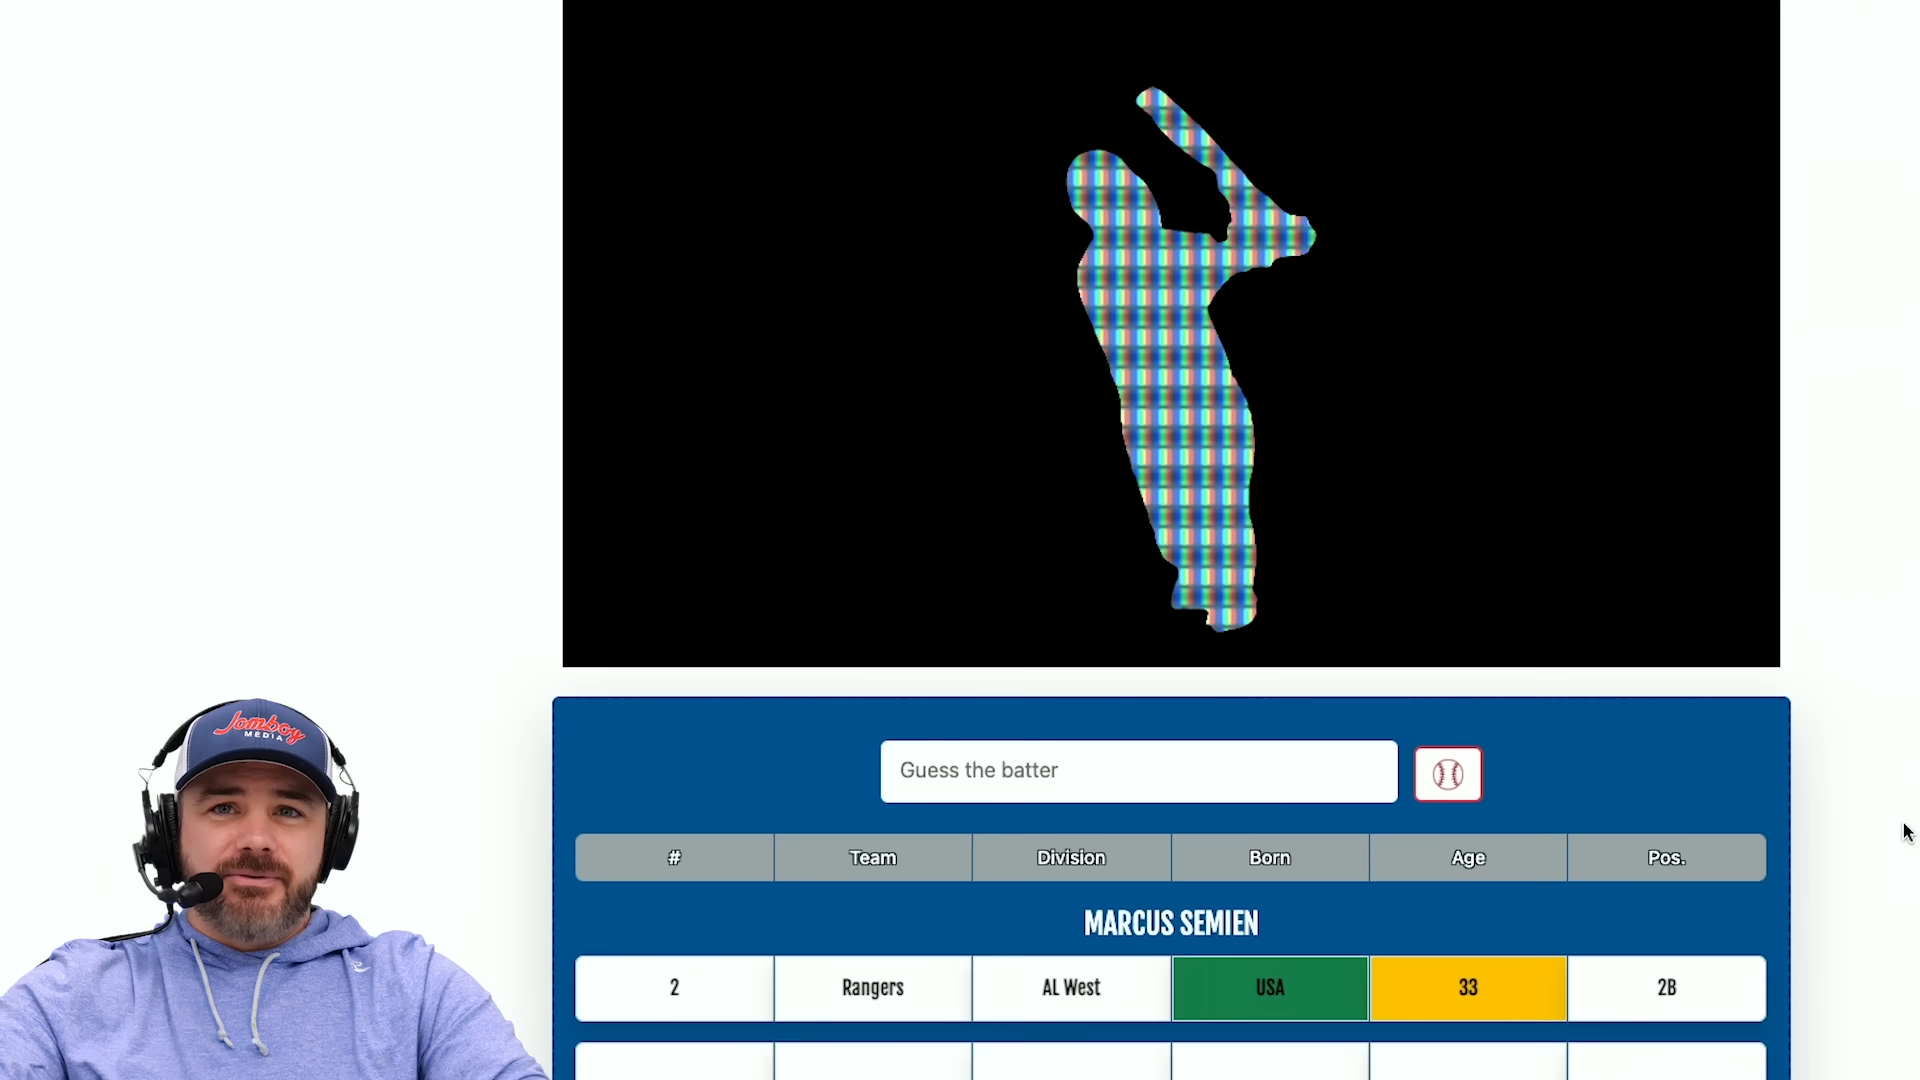 Guess the batter
# Team Division Born Age Pos.
MARCUS SEMIEN
2 Rangers AL West USA 33 2B
Jomboy
MEDIA